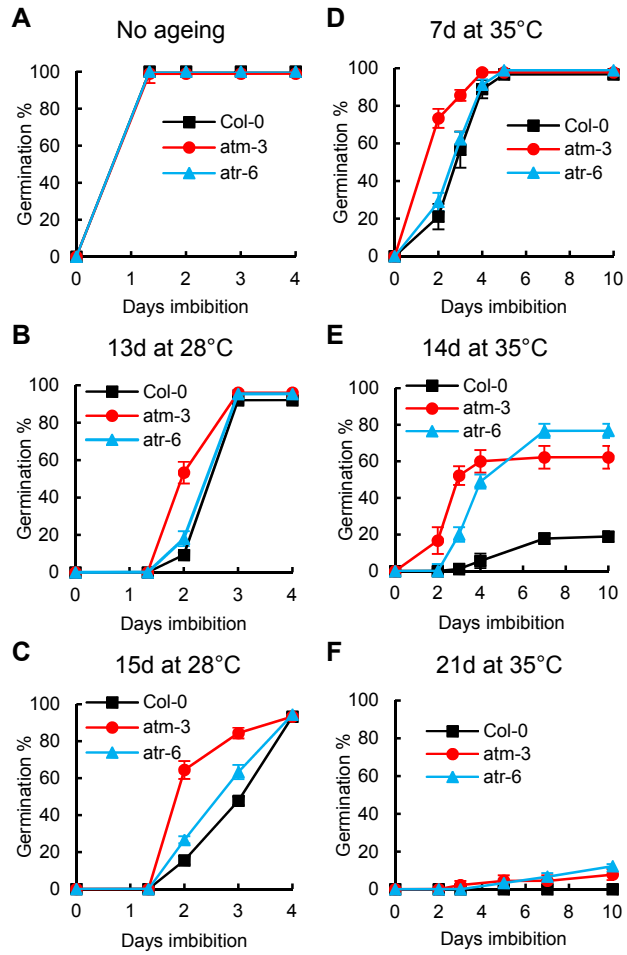 A
No ageing
Germination %
100
80
60
40
20
0
Col-0
atm-3
atr-6
0 1 2 3 4
Days imbibition
B
13d at 28°C
Germination %
100
80
60
40
20
0
Col-0
atm-3
atr-6
0 1 2 3 4
Days imbibition
C
15d at 28°C
Germination %
100
80
60
40
20
0
Col-0
atm-3
atr-6
0 1 2 3 4
Days imbibition
D
7d at 35°C
Germination %
100
80
60
40
20
0
Col-0
atm-3
atr-6
0 2 4 6 8 10
Days imbibition
E
14d at 35°C
Germination %
100
80
60
40
20
0
Col-0
atm-3
atr-6
0 2 4 6 8 10
Days imbibition
F
21d at 35°C
Germination %
100
80
60
40
20
0
Col-0
atm-3
atr-6
0 2 4 6 8 10
Days imbibition